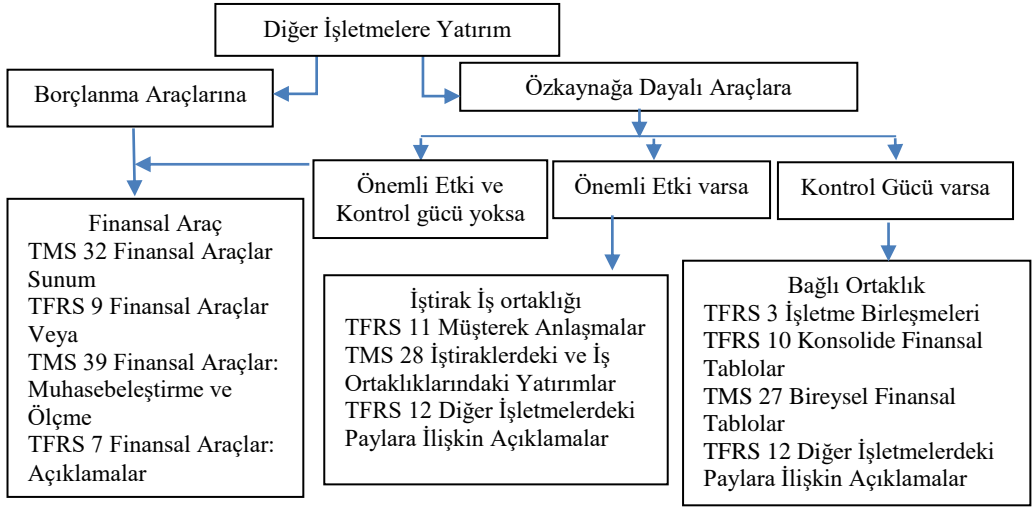 Diğer İşletmelere Yatırım
Borçlanma Araçlarına
Özkaynağa Dayalı Araçlara
Önemli Etki ve
Kontrol gücü yoksa
Önemli Etki varsa
Kontrol Gücü varsa
Finansal Araç
TMS 32 Finansal Araçlar
Sunum
TFRS 9 Finansal Araçlar
Veya
TMS 39 Finansal Araçlar:
Muhasebeleştirme ve
Ölçme
TFRS 7 Finansal Araçlar:
Açıklamalar
İştirak İş ortaklığı
TFRS 11 Müşterek Anlaşmalar
TMS 28 İştiraklerdeki ve İş
Ortaklıklarındaki Yatırımlar
TFRS 12 Diğer İşletmelerdeki
Paylara İlişkin Açıklamalar
Bağlı Ortaklık
TFRS 3 İşletme Birleşmeleri
TFRS 10 Konsolide Finansal
Tablolar
TMS 27 Bireysel Finansal
Tablolar
TFRS 12 Diğer İşletmelerdeki
Paylara İlişkin Açıklamalar